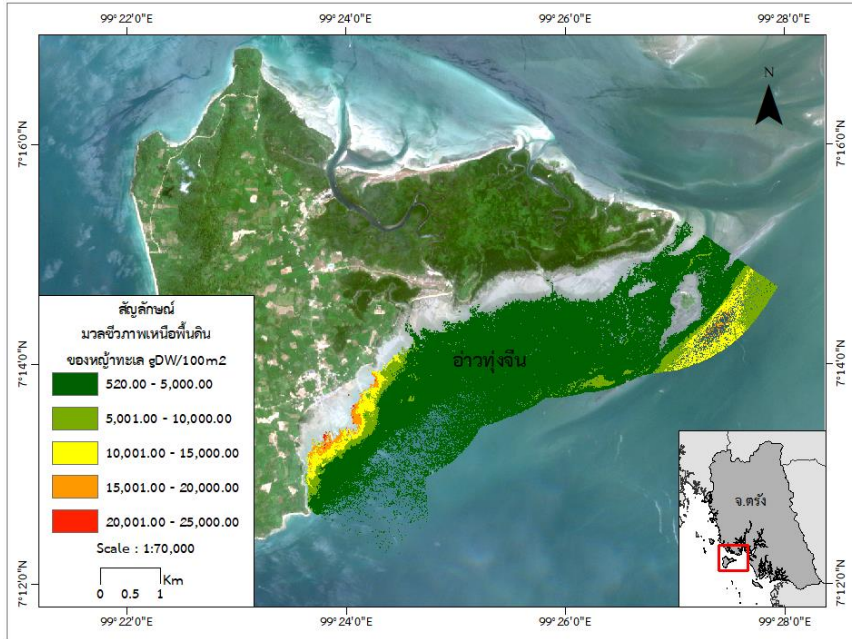 99°22'0"E 99°24'0"E 99°26'0"E 99°28'0"E
N
7°16'0"N 7°16'0"N
สัญลักษณ์
มวลชีวภาพเหนือพื้นดิน
ของหญ้าทะเล gDW/100m2
7°14'0"N 7°14'0"N
อ่าวทุ่งจีน
520.00 - 5,000.00
5,001.00 - 10,000.00
10,001.00 - 15,000.00
15,001.00 - 20,000.00
20,001.00 - 25,000.00
จ.ตรัง
Scale : 1:70,000
Km
0 0.5 1
7°12'0"N 7°12'0"N
99°22'0"E 99°24'0"E 99°26'0"E 99°28'0"E